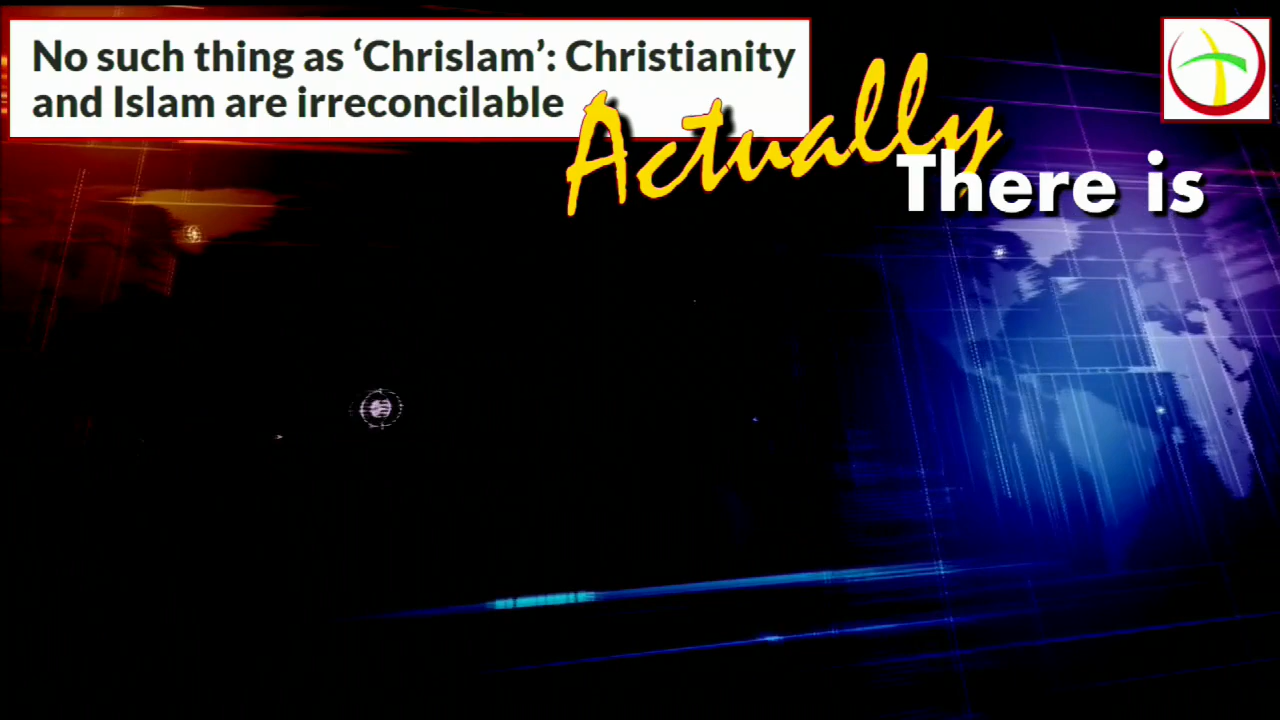 No such thing as ‘Chrislam’: Christianity
and Islam are irreconcilable
Actually
There is